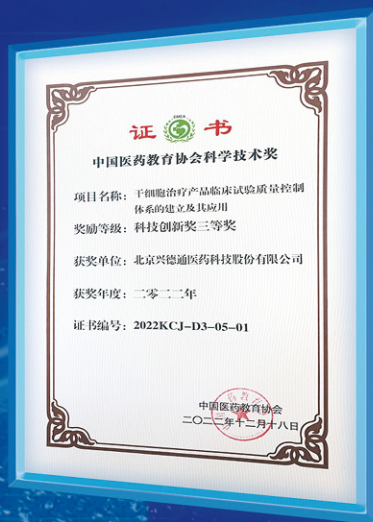 证 书
中国医药教育协会科学技术奖
项目名称：干细胞治疗产品临床试验质量控制
体系的建立及其应用
奖励等级：科技创新奖三等奖
获奖单位：北京兴德通医药科技股份有限公司
获奖年度：二零二二年
证书编号：2022KCJ-D3-05-01
中国医药教育协会
二〇二二年十二月十八日